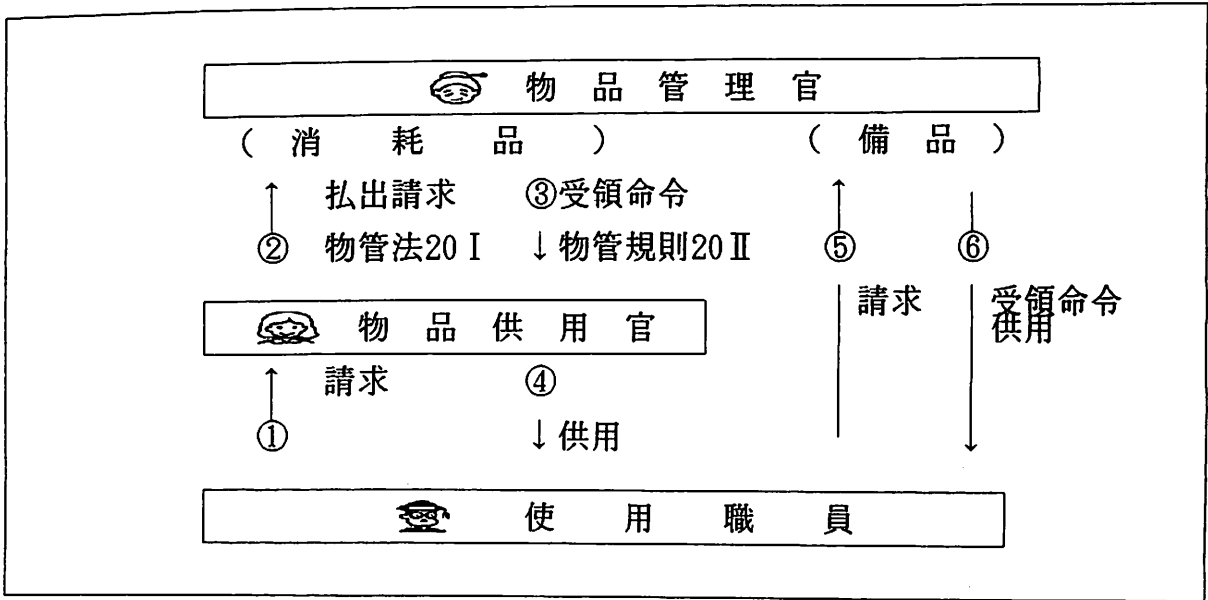 物品管理官
（消耗品） （備品）
↑ 払出請求 ③受領命令 ↑
② 物管法20Ⅰ ↓物管規則20Ⅱ ⑤ ⑥
請求 受領命令
物品供用官 供用
↑ 請求 ④
① ↓供用 ↓
使用職員